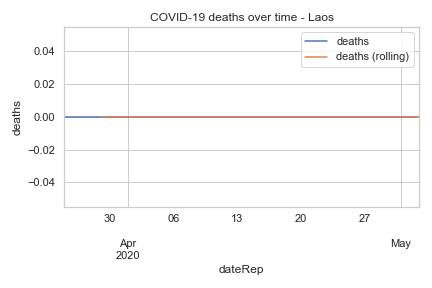 COVID-19 deaths over time - Laos
deaths
deaths (rolling)
0.04
0.02
0.00
−0.02
−0.04
deaths
30
06
13
20
27
Apr
2020
May
dateRep